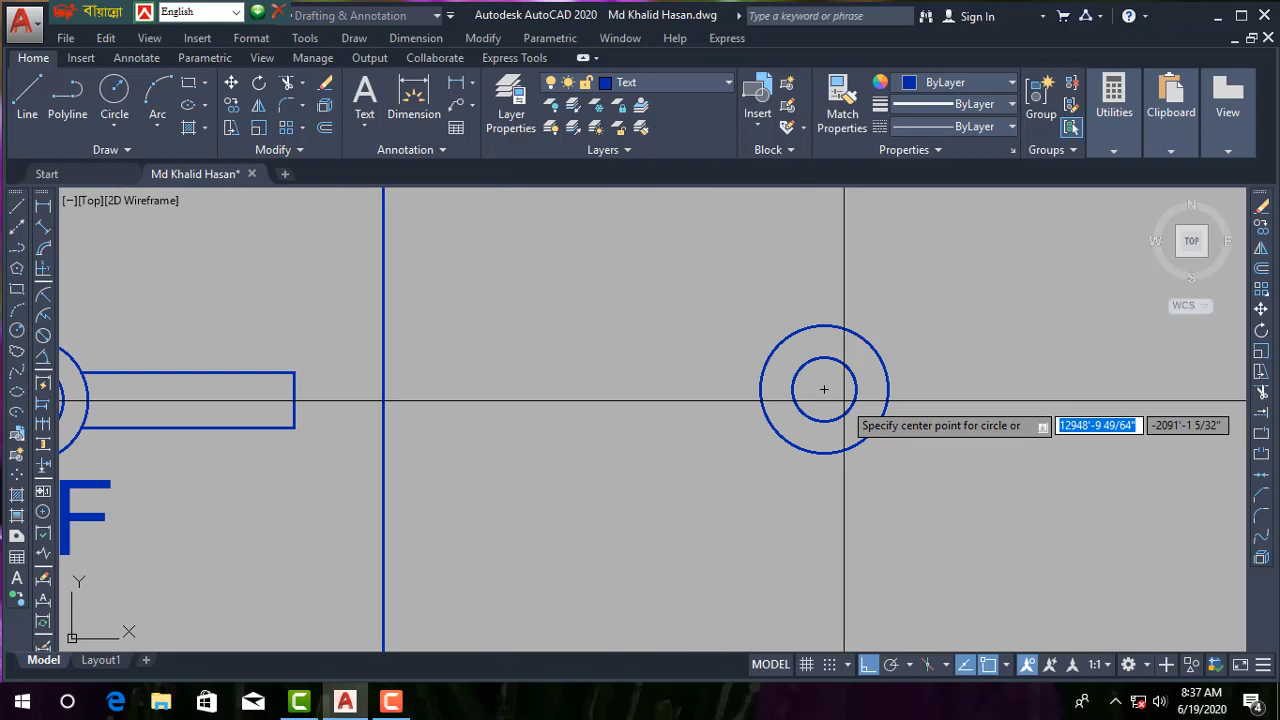 বায়ান্নো
English
Drafting & Annotation
Autodesk AutoCAD 2020 Md Khalid Hasan.dwg
Type a keyword or phrase
Sign In
File Edit View Insert Format Tools Draw Dimension Modify Parametric Window Help Express
Home Insert Annotate Parametric View Manage Output Collaborate Express Tools
Line Polyline Circle Arc
Text Dimension
Layer Properties
Text
Insert
Match Properties
ByLayer
ByLayer
ByLayer
Group
Utilities
Clipboard
View
Draw Modify Annotation Layers Block Properties Groups
Start Md Khalid Hasan*
[−][Top][2D Wireframe]
N
W TOP E
S
WCS
Specify center point for circle or 12948'-9 49/64" -2091'-1 5/32"
F
Y
X
Model Layout1
MODEL 1:1
8:37 AM
6/19/2020
4